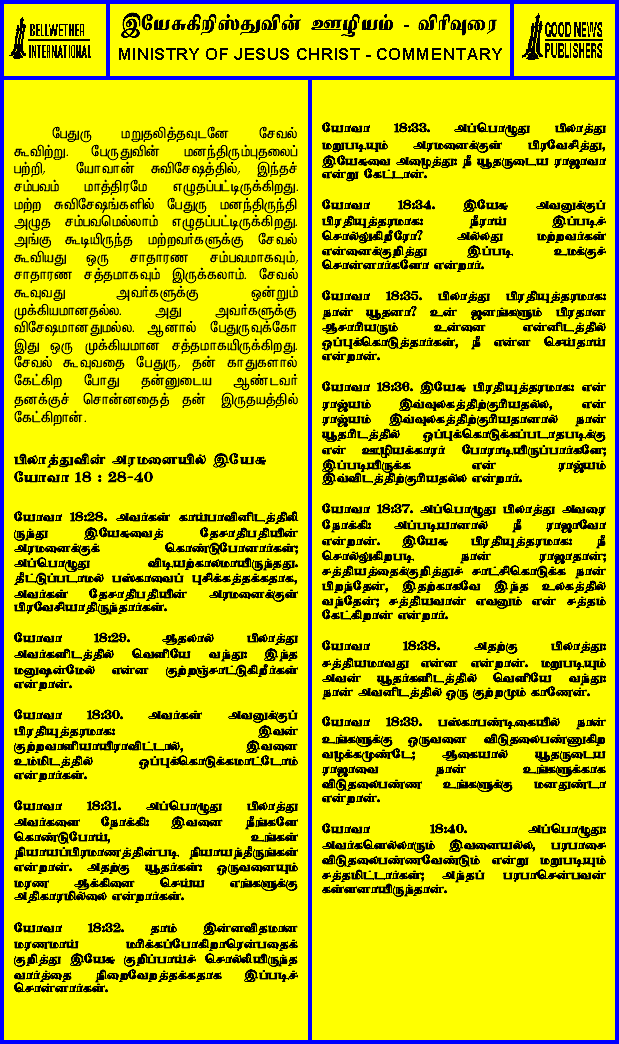 BELLWETHER
INTERNATIONAL
இயேசுகிறிஸ்துவின் ஊழியம் - விரிவுரை
MINISTRY OF JESUS CHRIST - COMMENTARY
GOOD NEWS
PUBLISHERS
பேதுரு மறுதலித்தவுடனே சேவல்
கூவிற்று. பேருதுவின் மனந்திரும்புதலைப்
பற்றி, யோவான் சுவிசேஷத்தில், இந்தச்
சம்பவம் மாத்திரமே எழுதப்பட்டிருக்கிறது.
மற்ற சுவிசேஷங்களில் பேதுரு மனந்திருந்தி
அழுத சம்பவமெல்லாம் எழுதப்பட்டிருக்கிறது.
அங்கு கூடியிருந்த மற்றவர்களுக்கு சேவல்
கூவியது ஒரு சாதாரண சம்பவமாகவும்,
சாதாரண சத்தமாகவும் இருக்கலாம். சேவல்
கூவுவது அவர்களுக்கு ஒன்றும்
முக்கியமானதல்ல. அது அவர்களுக்கு
விசேஷமானதுமல்ல. ஆனால் பேதுருவுக்கோ
இது ஒரு முக்கியமான சத்தமாகயிருக்கிறது.
சேவல் கூவுவதை பேதுரு, தன் காதுகளால்
கேட்கிற போது தன்னுடைய ஆண்டவர்
தனக்குச் சொன்னதைத் தன் இருதயத்தில்
கேட்கிறான்.
பிலாத்துவின் அரமனையில் இயேசு
யோவா 18 : 28-40
யோவா 18:28. அவர்கள் காய்பாவினிடத்திலி
ருந்து இயேசுவைத் தேசாதிபதியின்
அரமனைக்குக் கொண்டுபோனார்கள்;
அப்பொழுது விடியற்காலமாயிருந்தது.
தீட்டுப்படாமல் பஸ்காவைப் புசிக்கத்தக்கதாக,
அவர்கள் தேசாதிபதியின் அரமனைக்குள்
பிரவேசியாதிருந்தார்கள்.
யோவா 18:29. ஆதலால் பிலாத்து
அவர்களிடத்தில் வெளியே வந்து: இந்த
மனுஷன்மேல் என்ன குற்றஞ்சாட்டுகிறீர்கள்
என்றான்.
யோவா 18:30. அவர்கள் அவனுக்குப்
பிரதியுத்தரமாக: இவன்
குற்றவாளியாயிராவிட்டால், இவனை
உம்மிடத்தில் ஒப்புக்கொடுக்கமாட்டோம்
என்றார்கள்.
யோவா 18:31. அப்பொழுது பிலாத்து
அவர்களை நோக்கி: இவனை நீங்களே
கொண்டுபோய், உங்கள்
நியாயப்பிரமாணத்தின்படி நியாயந்தீருங்கள்
என்றான். அதற்கு யூதர்கள்: ஒருவனையும்
மரண ஆக்கினை செய்ய எங்களுக்கு
அதிகாரமில்லை என்றார்கள்.
யோவா 18:32. தாம் இன்னவிதமான
மரணமாய் மரிக்கப்போகிறாரென்பதைக்
குறித்து இயேசு குறிப்பாய்ச் சொல்லியிருந்த
வார்த்தை நிறைவேறத்தக்கதாக இப்படிச்
சொன்னார்கள்.
யோவா 18:33. அப்பொழுது பிலாத்து
மறுபடியும் அரமனைக்குள் பிரவேசித்து,
இயேசுவை அழைத்து: நீ யூதருடைய ராஜாவா
என்று கேட்டான்.
யோவா 18:34. இயேசு அவனுக்குப்
பிரதியுத்தரமாக: நீராய் இப்படிச்
சொல்லுகிறீரோ? அல்லது மற்றவர்கள்
என்னைக்குறித்து இப்படி உமக்குச்
சொன்னார்களோ என்றார்.
யோவா 18:35. பிலாத்து பிரதியுத்தரமாக:
நான் யூதனா? உன் ஜனங்களும் பிரதான
ஆசாரியரும் உன்னை என்னிடத்தில்
ஒப்புக்கொடுத்தார்கள், நீ என்ன செய்தாய்
என்றான்.
யோவா 18:36. இயேசு பிரதியுத்தரமாக: என்
ராஜ்யம் இவ்வுலகத்திற்குரியதல்ல, என்
ராஜ்யம் இவ்வுலகத்திற்குரியதானால் நான்
யூதரிடத்தில் ஒப்புக்கொடுக்கப்படாதபடிக்கு
என் ஊழியக்காரர் போராடியிருப்பார்களே;
இப்படியிருக்க என் ராஜ்யம்
இவ்விடத்திற்குரியதல்ல என்றார்.
யோவா 18:37. அப்பொழுது பிலாத்து அவரை
நோக்கி: அப்படியானால் நீ ராஜாவோ
என்றான். இயேசு பிரதியுத்தரமாக: நீ
சொல்லுகிறபடி நான் ராஜாதான்;
சத்தியத்தைக்குறித்துச் சாட்சிகொடுக்க நான்
பிறந்தேன், இதற்காகவே இந்த உலகத்தில்
வந்தேன்; சத்தியவான் எவனும் என் சத்தம்
கேட்கிறான் என்றார்.
யோவா 18:38. அதற்கு பிலாத்து:
சத்தியமாவது என்ன என்றான். மறுபடியும்
அவன் யூதர்களிடத்தில் வெளியே வந்து:
நான் அவனிடத்தில் ஒரு குற்றமும் காணேன்.
யோவா 18:39. பஸ்காபண்டிகையில் நான்
உங்களுக்கு ஒருவனை விடுதலைபண்ணுகிற
வழக்கமுண்டே; ஆகையால் யூதருடைய
ராஜாவை நான் உங்களுக்காக
விடுதலைபண்ண உங்களுக்கு மனதுண்டா
என்றான்.
யோவா 18:40. அப்பொழுது:
அவர்களெல்லாரும் இவனையல்ல, பரபாசை
விடுதலைபண்ணவேண்டும் என்று மறுபடியும்
சத்தமிட்டார்கள்; அந்தப் பரபாசென்பவன்
கள்ளனாயிருந்தான்.